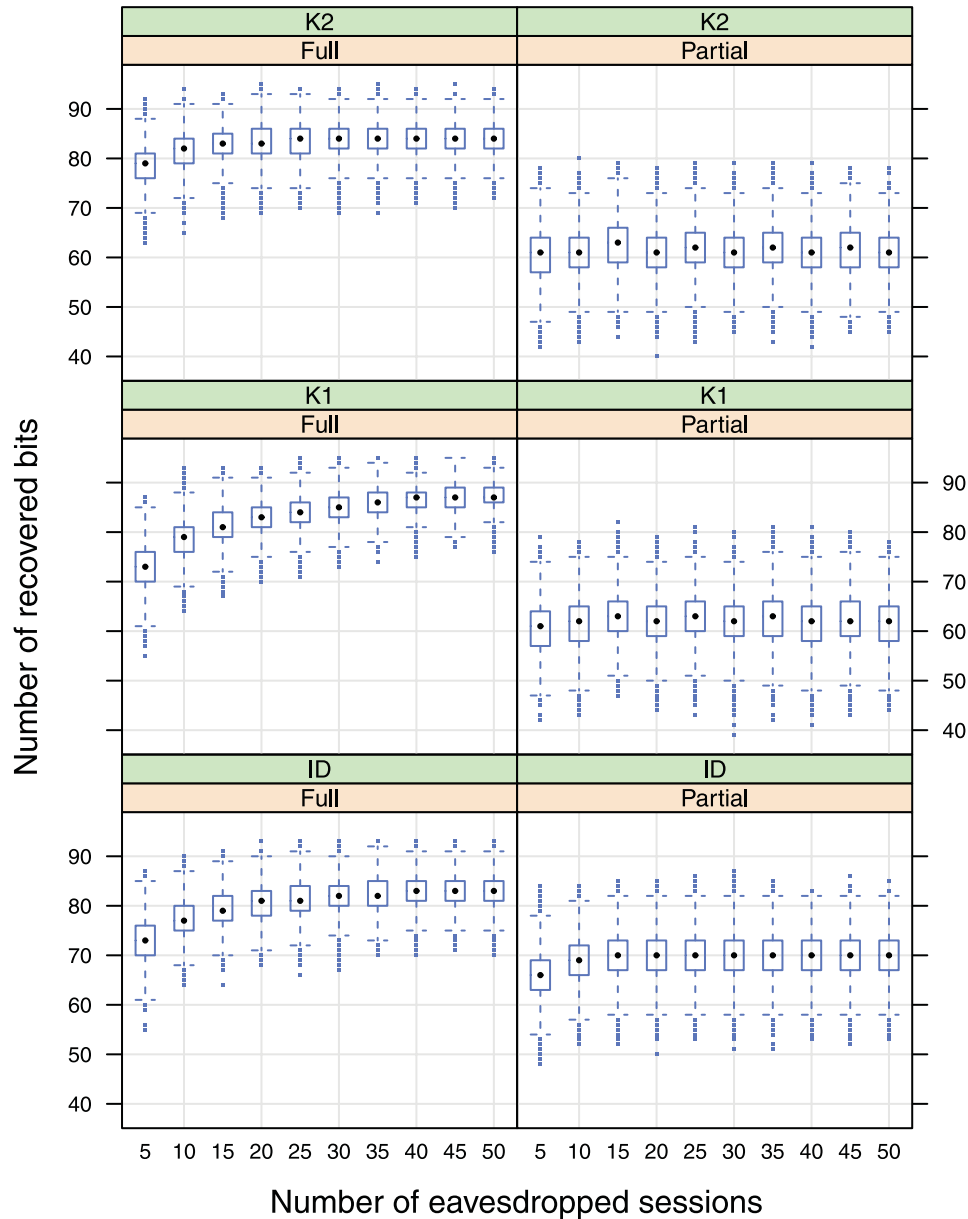 K2 K2
Full Partial
90
80
70
60
50
40
K1 K1
Full Partial
90
80
70
60
50
40
ID ID
Full Partial
90
80
70
60
50
40
5 10 15 20 25 30 35 40 45 50 5 10 15 20 25 30 35 40 45 50
Number of recovered bits
Number of eavesdropped sessions